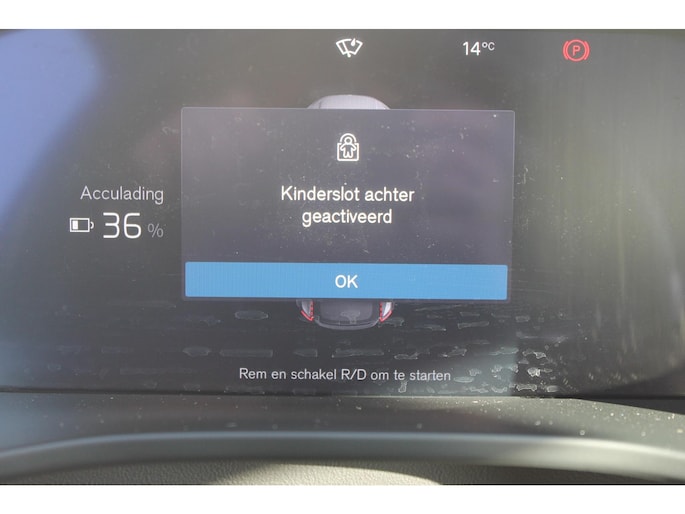 14°C
P
Acculading
36 %
Kinderslot achter
geactiveerd
OK
Rem en schakel R/D om te starten